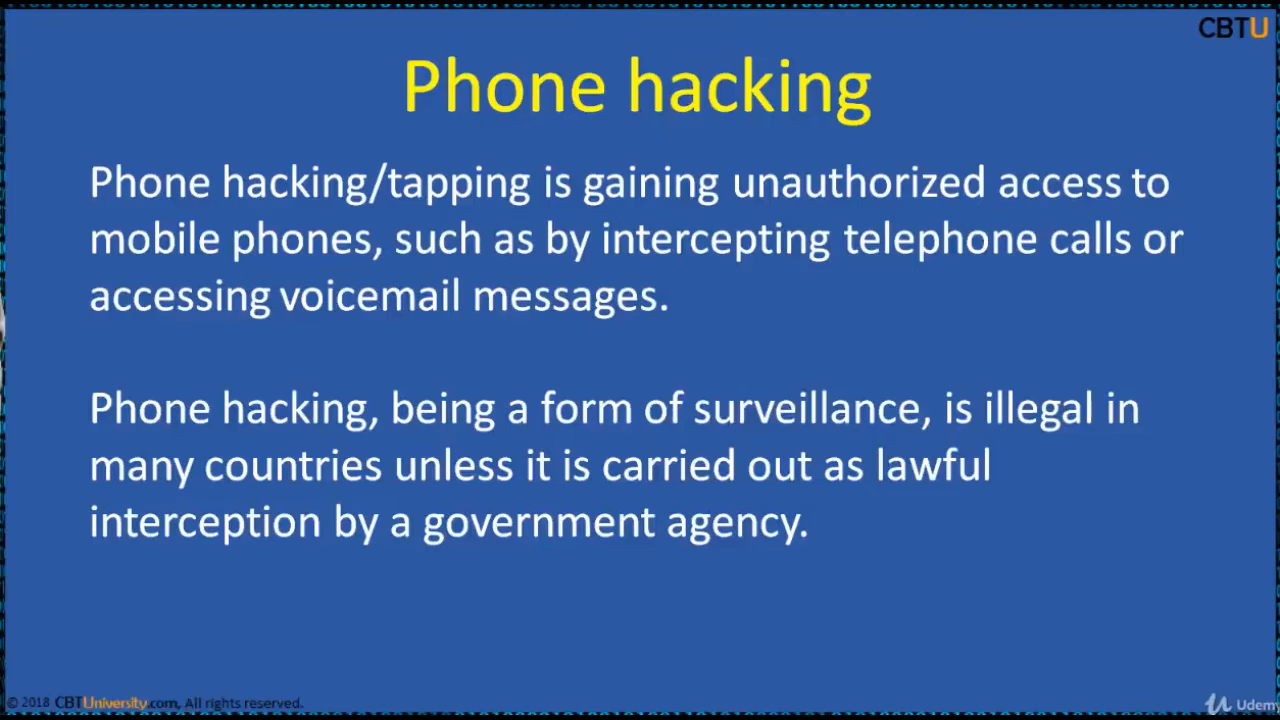 CBTU
Phone hacking
Phone hacking/tapping is gaining unauthorized access to
mobile phones, such as by intercepting telephone calls or
accessing voicemail messages.
Phone hacking, being a form of surveillance, is illegal in
many countries unless it is carried out as lawful
interception by a government agency.
© 2018 CBTUniversity.com, All rights reserved.
Udemy